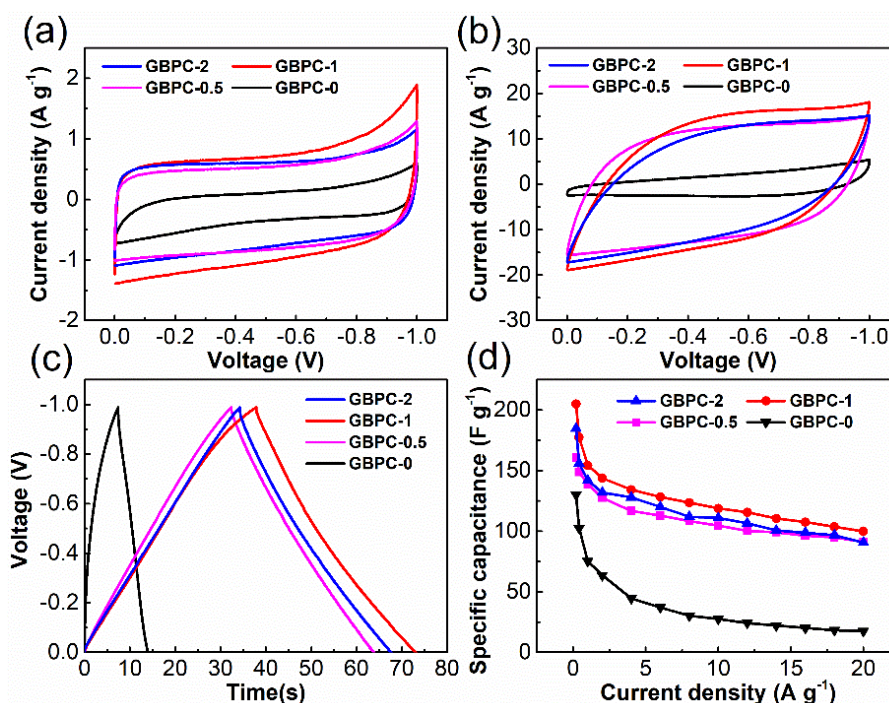 (a)
GBPC-2 GBPC-1
GBPC-0.5 GBPC-0
Current density (A g⁻¹)
2
1
0
-1
-2
0.0 -0.2 -0.4 -0.6 -0.8 -1.0
Voltage (V)
(b)
GBPC-2 GBPC-1
GBPC-0.5 GBPC-0
Current density (A g⁻¹)
30
20
10
0
-10
-20
-30
0.0 -0.2 -0.4 -0.6 -0.8 -1.0
Voltage (V)
(c)
GBPC-2
GBPC-1
GBPC-0.5
GBPC-0
Voltage (V)
-1.0
-0.8
-0.6
-0.4
-0.2
0.0
0 10 20 30 40 50 60 70 80
Time(s)
(d)
GBPC-2 GBPC-1
GBPC-0.5 GBPC-0
Specific capacitance (F g⁻¹)
200
150
100
50
0
0 5 10 15 20
Current density (A g⁻¹)